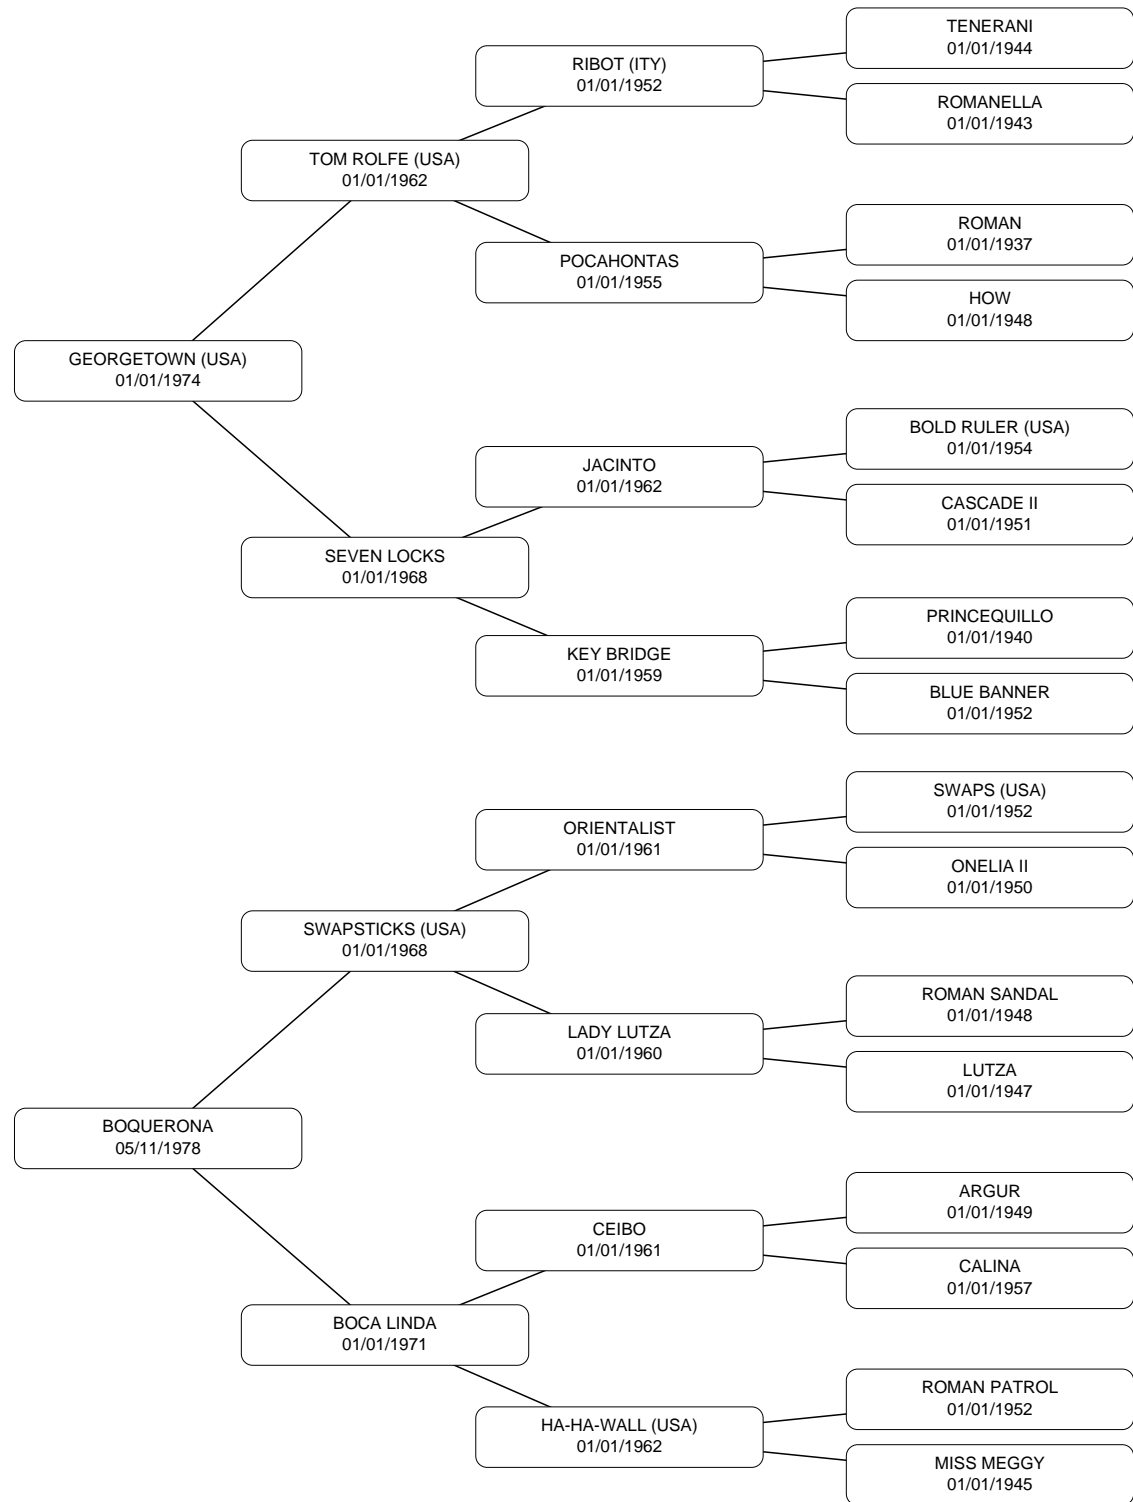 TENERANI
01/01/1944
RIBOT (ITY)
01/01/1952
ROMANELLA
01/01/1943
TOM ROLFE (USA)
01/01/1962
ROMAN
01/01/1937
POCAHONTAS
01/01/1955
HOW
01/01/1948
GEORGETOWN (USA)
01/01/1974
BOLD RULER (USA)
01/01/1954
JACINTO
01/01/1962
CASCADE II
01/01/1951
SEVEN LOCKS
01/01/1968
PRINCEQUILLO
01/01/1940
KEY BRIDGE
01/01/1959
BLUE BANNER
01/01/1952
SWAPS (USA)
01/01/1952
ORIENTALIST
01/01/1961
ONELIA II
01/01/1950
SWAPSTICKS (USA)
01/01/1968
ROMAN SANDAL
01/01/1948
LADY LUTZA
01/01/1960
LUTZA
01/01/1947
BOQUERONA
05/11/1978
ARGUR
01/01/1949
CEIBO
01/01/1961
CALINA
01/01/1957
BOCA LINDA
01/01/1971
ROMAN PATROL
01/01/1952
HA-HA-WALL (USA)
01/01/1962
MISS MEGGY
01/01/1945